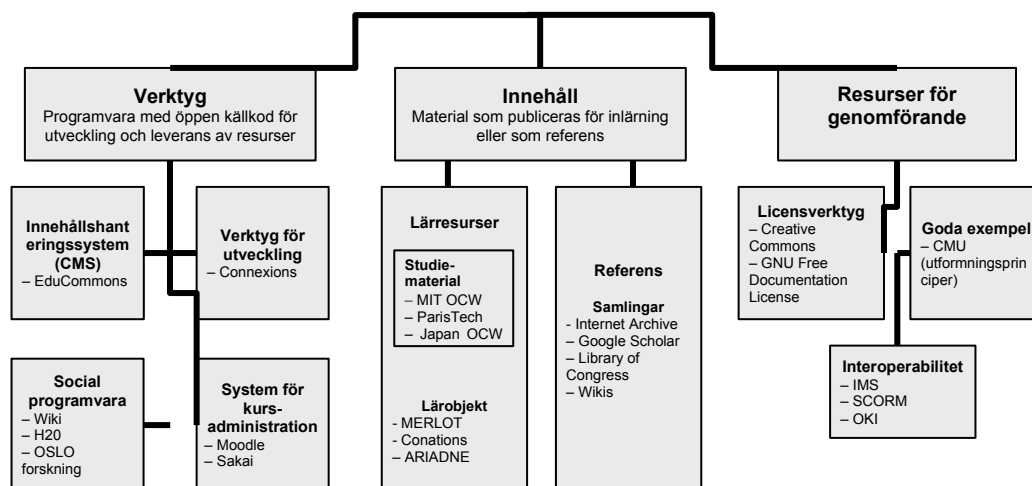 Verktyg
Programvara med öppen källkod för
utveckling och leverans av resurser
Innehåll
Material som publiceras för inlärning
eller som referens
Resurser för
genomförande
Innehållshant
eringssystem
(CMS)
– EduCommons
Verktyg för
utveckling
– Connexions
Social
programvara
– Wiki
– H20
– OSLO
forskning
System för
kurs-
administration
– Moodle
– Sakai
Lärresurser
Studie-
material
– MIT OCW
– ParisTech
– Japan OCW
Lärobjekt
- MERLOT
- Conations
- ARIADNE
Referens
Samlingar
- Internet Archive
– Google Scholar
– Library of
Congress
– Wikis
Licensverktyg
– Creative
Commons
– GNU Free
Documentation
License
Goda exempel
– CMU
(utformningsprin
ciper)
Interoperabilitet
– IMS
– SCORM
– OKI